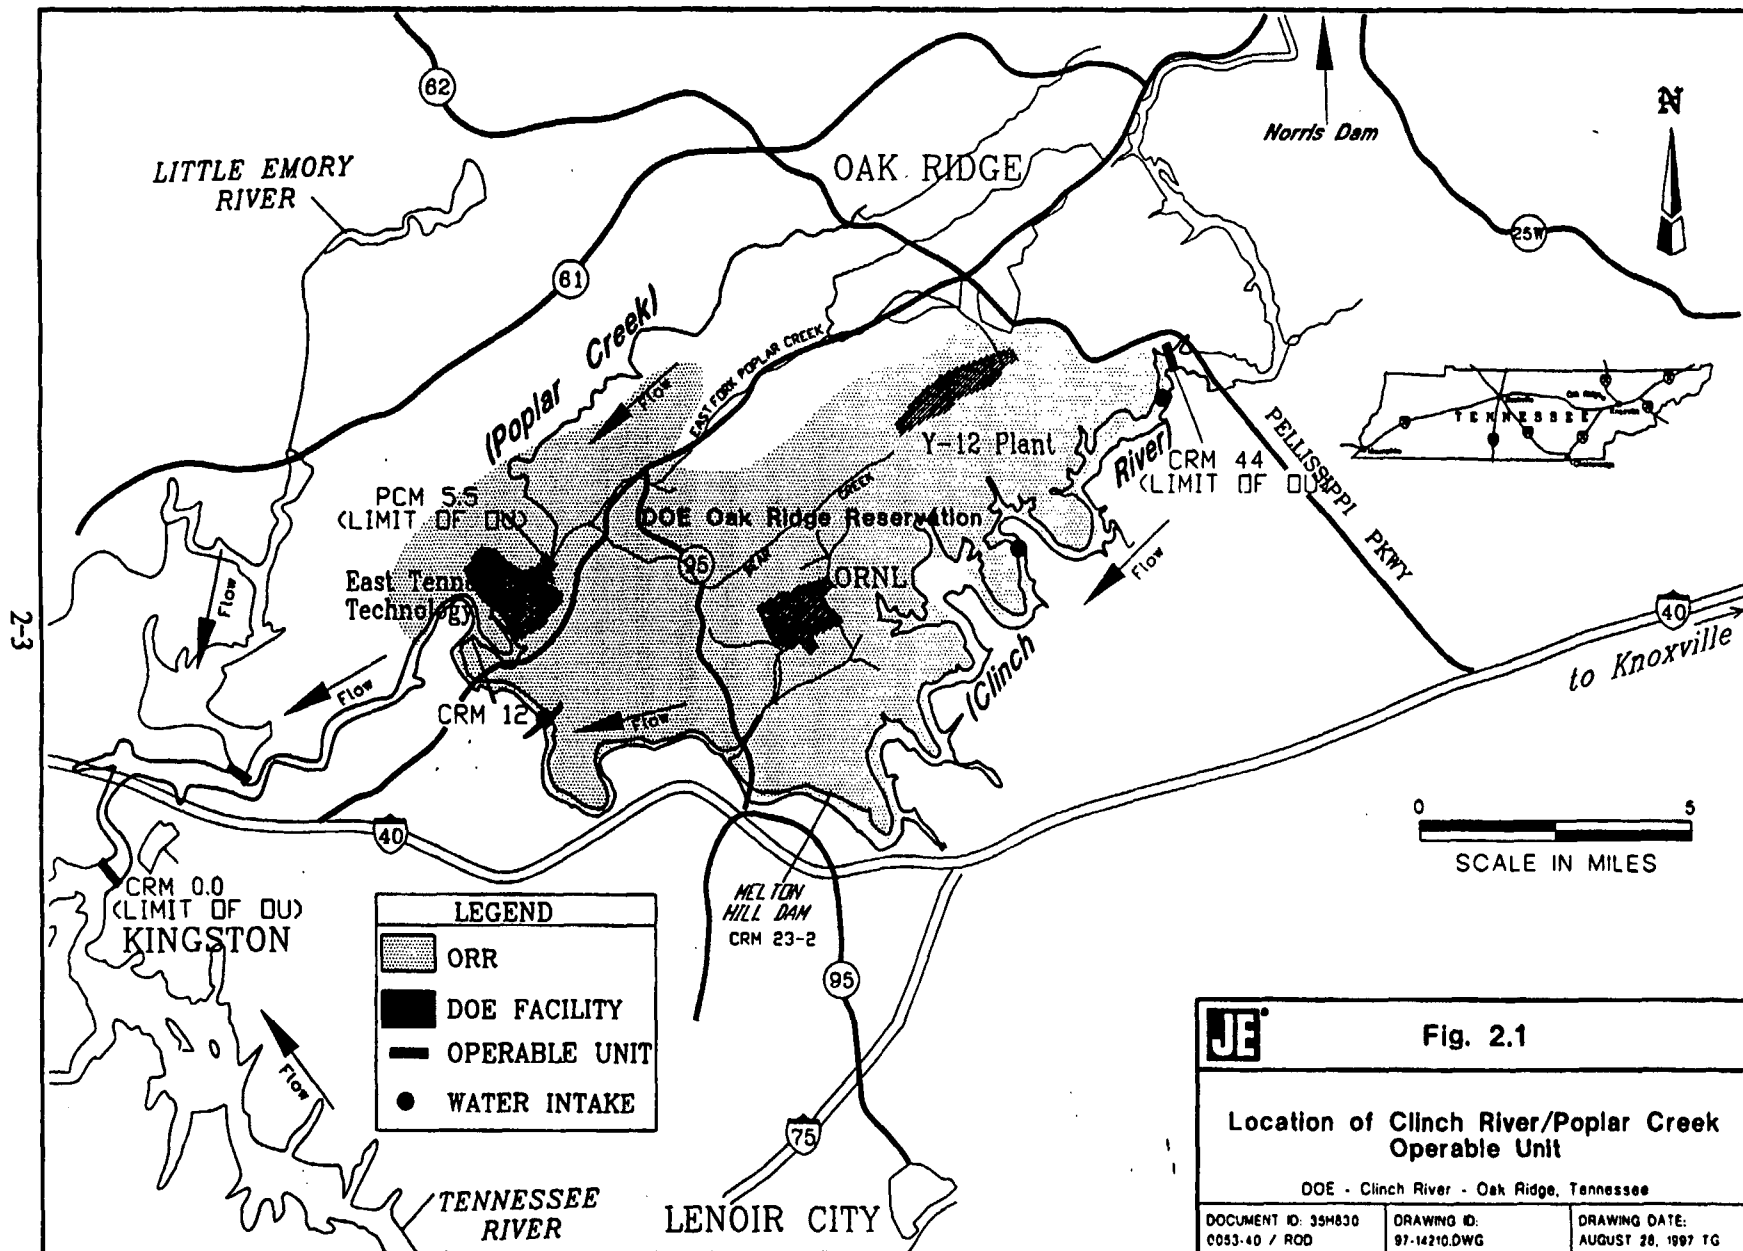 62
Norris Dam
N
LITTLE EMORY
RIVER
OAK RIDGE
25W
61
(Poplar Creek)
EAST FORK POPLAR CREEK
Flow
Y-12 Plant
TENNESSEE
PELLISSIPPI PKWY
(Clinch River)
CRM 44
(LIMIT OF OU)
PCM 5.5
(LIMIT OF OU)
BEAR CREEK
DOE Oak Ridge Reservation
95
Flow
East Tenn
Technology
ORNL
Flow
40
to Knoxville
2-3
Flow
CRM 12
Flow
0 5
SCALE IN MILES
40
CRM 0.0
(LIMIT OF OU)
KINGSTON
MELTON
HILL DAM
CRM 23-2
LEGEND
ORR
DOE FACILITY
OPERABLE UNIT
WATER INTAKE
95
Flow
75
TENNESSEE
RIVER
LENOIR CITY
JE
Fig. 2.1
Location of Clinch River/Poplar Creek
Operable Unit
DOE - Clinch River - Oak Ridge, Tennessee
DOCUMENT ID: 35H830
0053-40 / ROD
DRAWING ID:
97-14210.DWG
DRAWING DATE:
AUGUST 28, 1997 TG